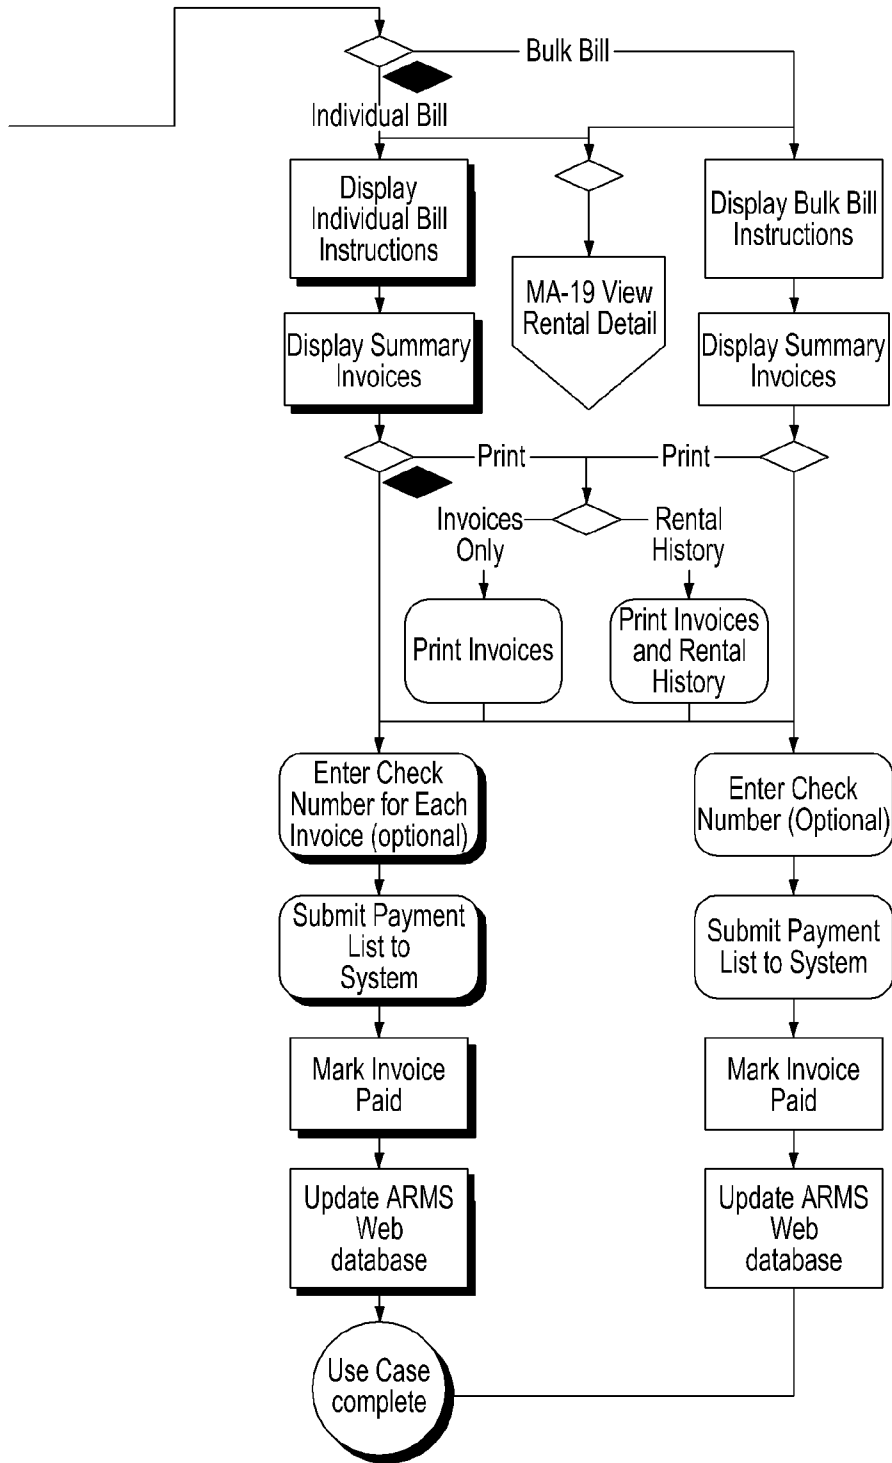 Bulk Bill
Individual Bill
Display
Individual Bill
Instructions
MA-19 View
Rental Detail
Display Bulk Bill
Instructions
Display Summary
Invoices
Display Summary
Invoices
Print
Print
Invoices
Only
Rental
History
Print Invoices
Print Invoices
and Rental
History
Enter Check
Number for Each
Invoice (optional)
Enter Check
Number (Optional)
Submit Payment
List to
System
Submit Payment
List to System
Mark Invoice
Paid
Mark Invoice
Paid
Update ARMS
Web
database
Update ARMS
Web
database
Use Case
complete